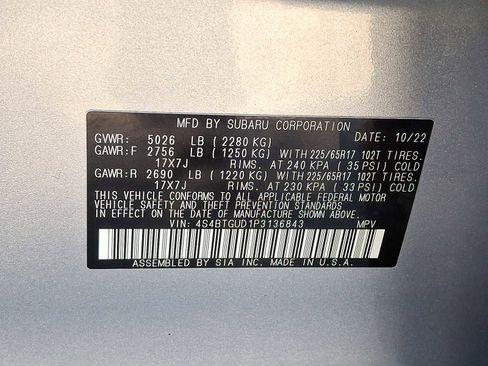 MFD BY SUBARU CORPORATION
GVWR: 5026 LB ( 2280 KG) DATE: 10/22
GAWR:F 2756 LB ( 1250 KG) WITH 225/65R17 102T TIRES.
17X7J RIMS. AT 240 KPA ( 35 PSI) COLD
GAWR:R 2690 LB ( 1220 KG) WITH 225/65R17 102T TIRES.
17X7J RIMS. AT 230 KPA ( 33 PSI) COLD
THIS VEHICLE CONFORMS TO ALL APPLICABLE FEDERAL MOTOR
VEHICLE SAFETY AND THEFT PREVENTION STANDARDS
IN EFFECT ON THE DATE OF MANUFACTURE SHOWN ABOVE.
VIN: 4S4BTGUD1P3136843 MPV
ASSEMBLED BY SIA INC. MADE IN U.S.A.